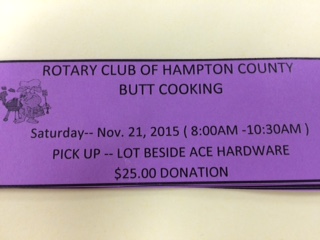 ROTARY CLUB OF HAMPTON COUNTY
BUTT COOKING
Saturday-- Nov. 21, 2015 ( 8:00AM -10:30AM )
PICK UP -- LOT BESIDE ACE HARDWARE
$25.00 DONATION